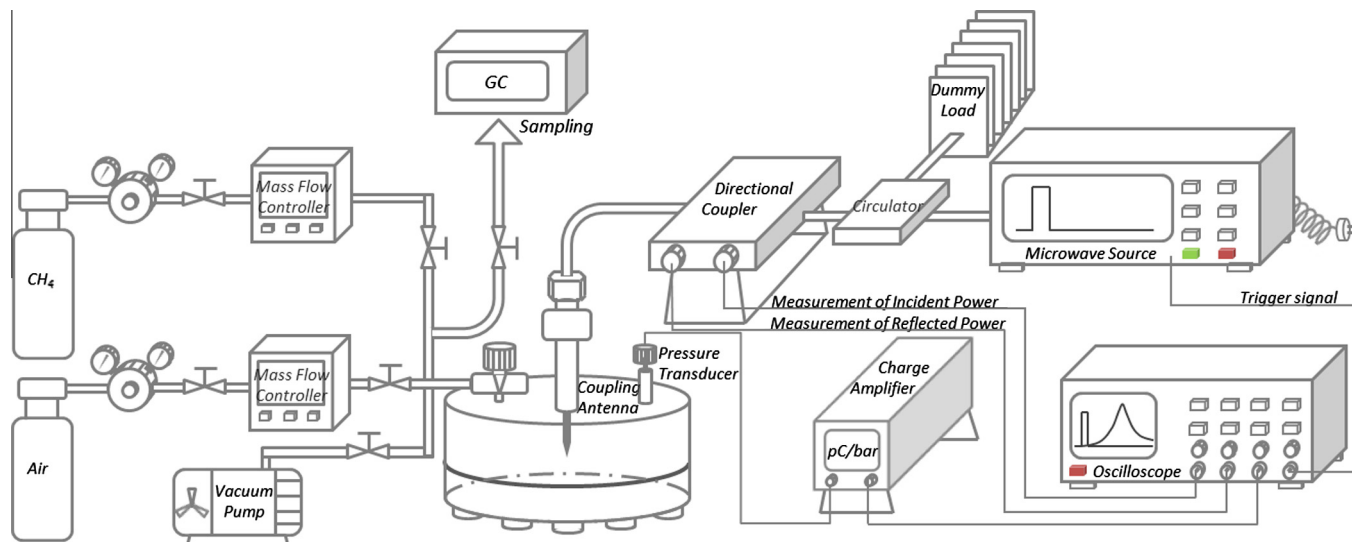 GC
Sampling
Dummy
Load
Mass Flow
Controller
Directional
Coupler
Circulator
Microwave Source
CH4
Trigger signal
Measurement of Incident Power
Measurement of Reflected Power
Pressure
Transducer
Charge
Amplifier
Mass Flow
Controller
Coupling
Antenna
pC/bar
Oscilloscope
Air
Vacuum
Pump